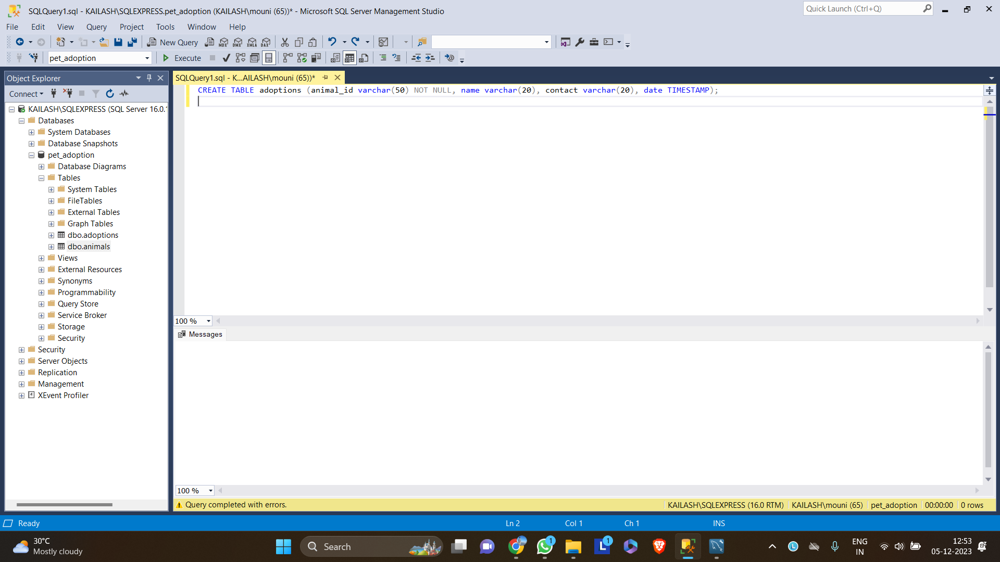 SQLQuery1.sql - KAILASH\SQLEXPRESS.pet_adoption (KAILASH\mouni (65))* - Microsoft SQL Server Management Studio
Quick Launch (Ctrl+Q)
File Edit View Query Project Tools Window Help
New Query
MDX DMX XMLA DAX
pet_adoption
Execute
Object Explorer
SQLQuery1.sql - K...AILASH\mouni (65))*
Connect
CREATE TABLE adoptions (animal_id varchar(50) NOT NULL, name varchar(20), contact varchar(20), date TIMESTAMP);
KAILASH\SQLEXPRESS (SQL Server 16.0.1
Databases
System Databases
Database Snapshots
pet_adoption
Database Diagrams
Tables
System Tables
FileTables
External Tables
Graph Tables
dbo.adoptions
dbo.animals
Views
External Resources
Synonyms
Programmability
Query Store
Service Broker
Storage
Security
Security
Server Objects
Replication
Management
XEvent Profiler
100 %
Messages
100 %
Query completed with errors.
KAILASH\SQLEXPRESS (16.0 RTM)
KAILASH\mouni (65)
pet_adoption
00:00:00
0 rows
Ready
Ln 2
Col 1
Ch 1
INS
30°C
Mostly cloudy
Search
1
L
1
L
ENG
IN
12:53
05-12-2023